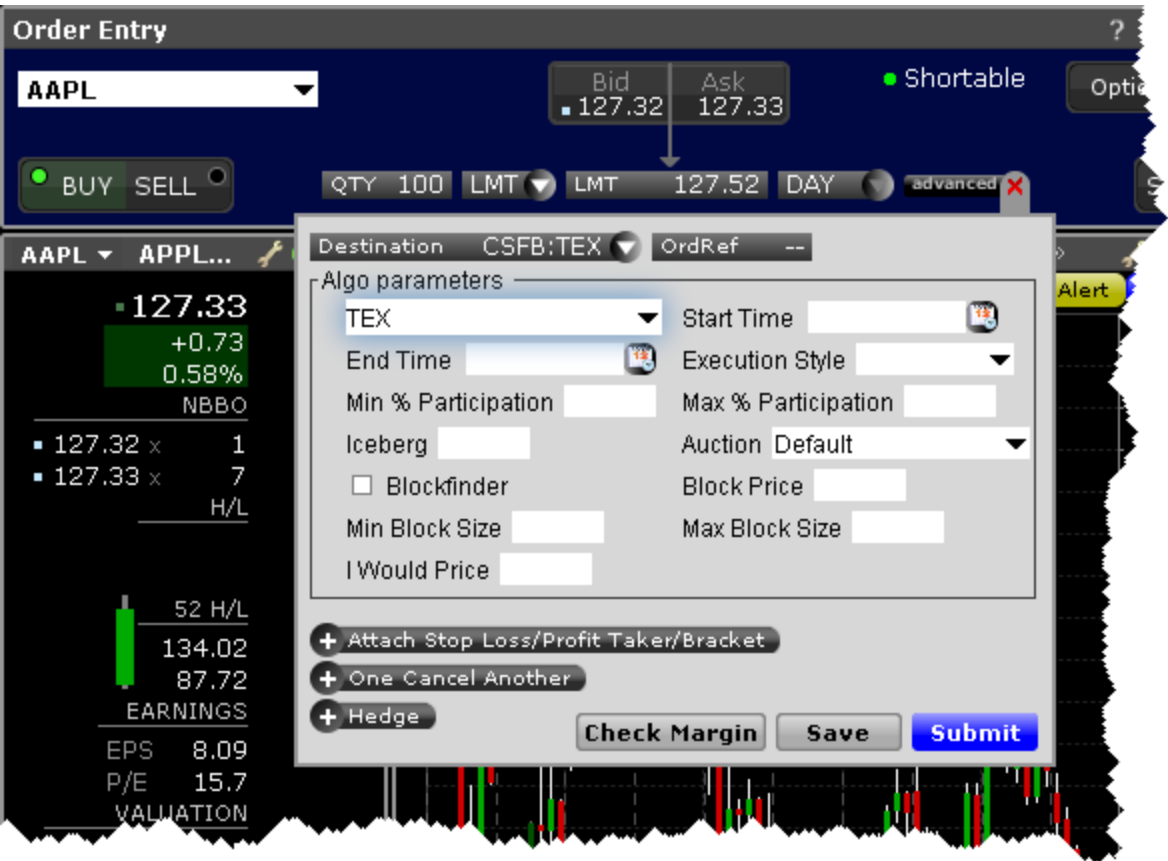 Order Entry ?
AAPL
Bid Ask
127.32 127.33
Shortable
BUY SELL
QTY 100 LMT LMT 127.52 DAY advanced
AAPL APPL...
Destination CSFB:TEX OrdRef --
Algo parameters
Alert
127.33
+0.73
0.58%
NBBO
127.32 x 1
127.33 x 7
H/L
52 H/L
134.02
87.72
EARNINGS
EPS 8.09
P/E 15.7
VALUATION
TEX Start Time
End Time Execution Style
Min % Participation Max % Participation
Iceberg Auction Default
Blockfinder Block Price
Min Block Size Max Block Size
I Would Price
Attach Stop Loss/Profit Taker/Bracket
One Cancel Another
Hedge
Check Margin Save Submit